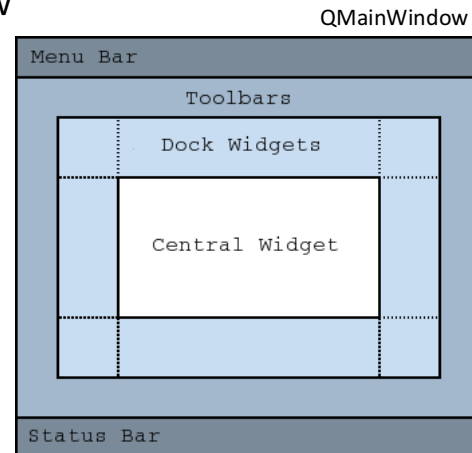 QMainWindow
Menu Bar
Toolbars
Dock Widgets
Central Widget
Status Bar